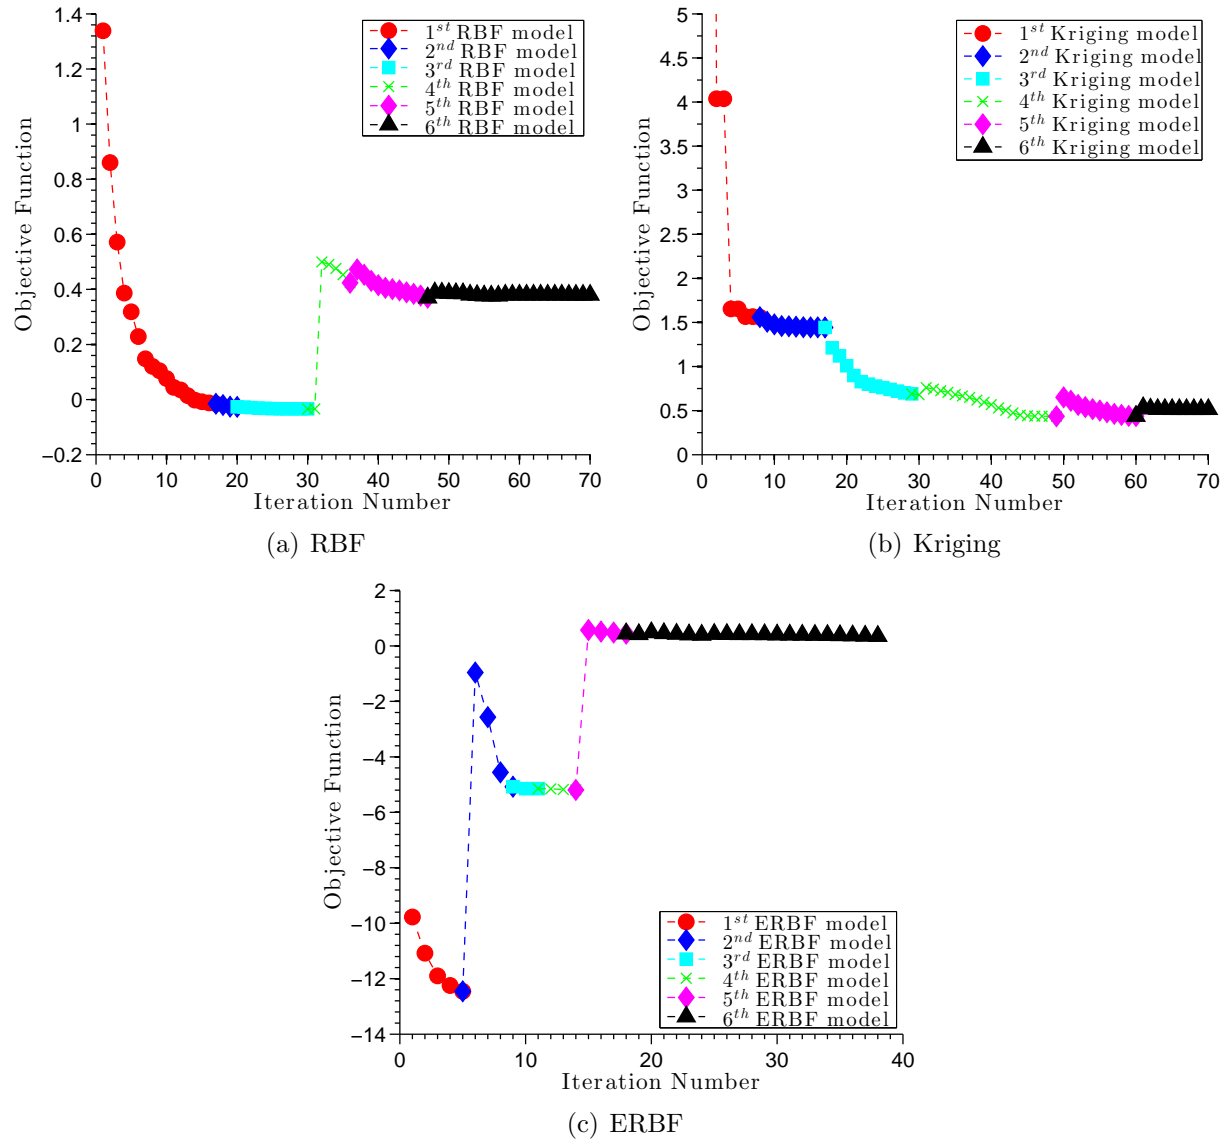 1.4
1.2
1
0.8
0.6
0.4
0.2
0
−0.2
Objective Function
1st RBF model
2nd RBF model
3rd RBF model
4th RBF model
5th RBF model
6th RBF model
0 10 20 30 40 50 60 70
Iteration Number
(a) RBF
5
4.5
4
3.5
3
2.5
2
1.5
1
0.5
0
Objective Function
1st Kriging model
2nd Kriging model
3rd Kriging model
4th Kriging model
5th Kriging model
6th Kriging model
0 10 20 30 40 50 60 70
Iteration Number
(b) Kriging
2
0
−2
−4
−6
−8
−10
−12
−14
Objective Function
1st ERBF model
2nd ERBF model
3rd ERBF model
4th ERBF model
5th ERBF model
6th ERBF model
0 10 20 30 40
Iteration Number
(c) ERBF